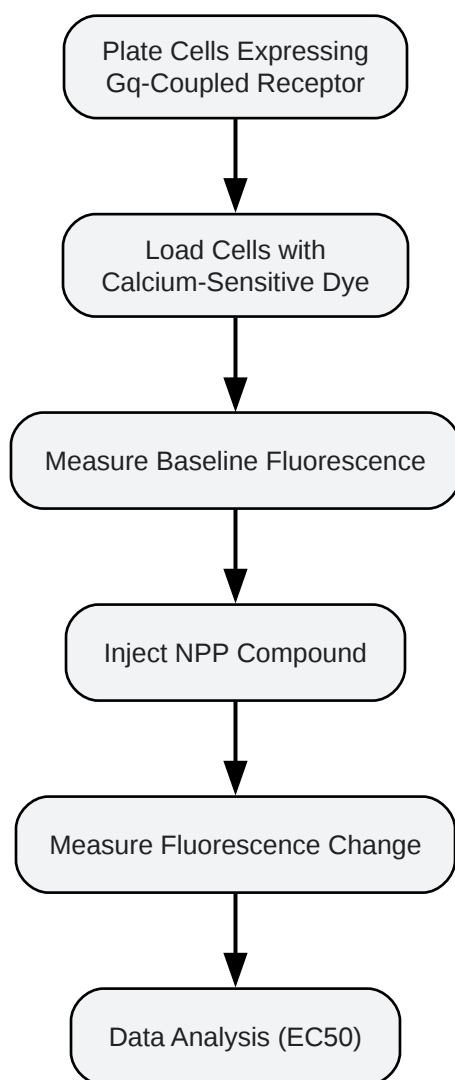 Plate Cells Expressing
Gq-Coupled Receptor
Load Cells with
Calcium-Sensitive Dye
Measure Baseline Fluorescence
Inject NPP Compound
Measure Fluorescence Change
Data Analysis (EC50)